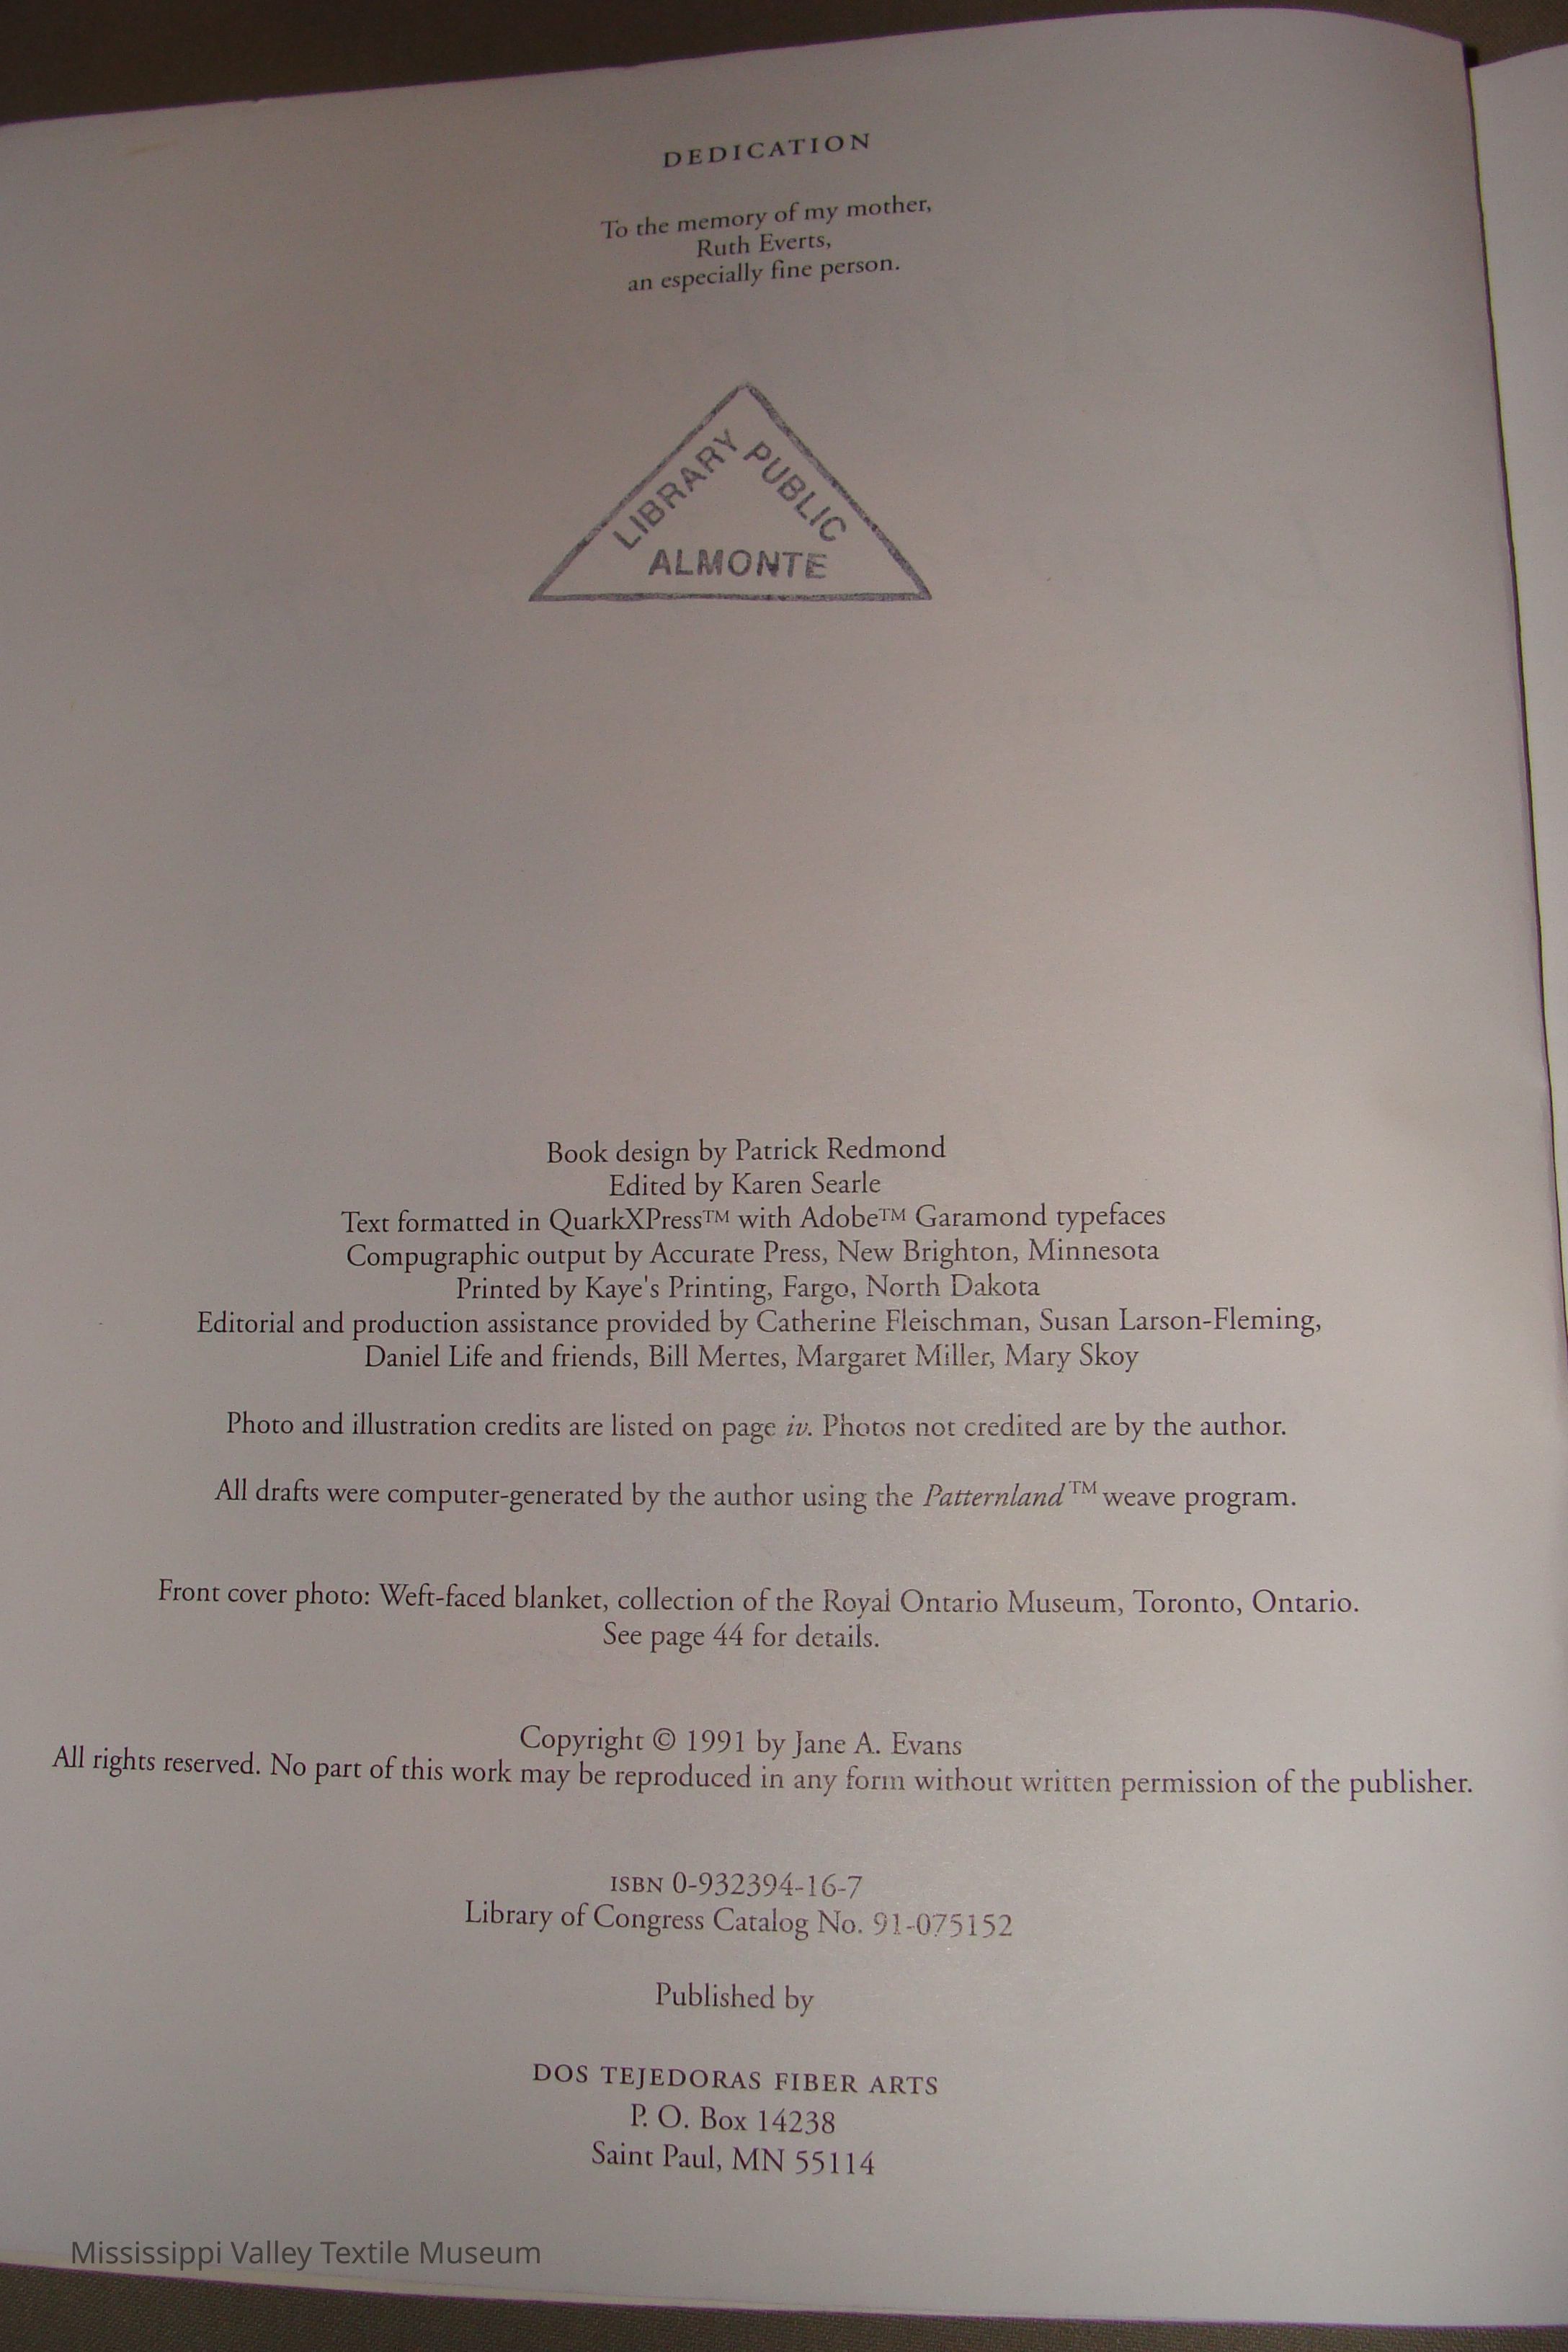 DEDICATION
To the memory of my mother,
Ruth Everts,
an especially fine person.
LIBRARY PUBLIC
ALMONTE
Book design by Patrick Redmond
Edited by Karen Searle
Text formatted in QuarkXPress™ with Adobe™ Garamond typefaces
Compugraphic output by Accurate Press, New Brighton, Minnesota
Printed by Kaye's Printing, Fargo, North Dakota
Editorial and production assistance provided by Catherine Fleischman, Susan Larson-Fleming,
Daniel Life and friends, Bill Mertes, Margaret Miller, Mary Skoy
Photo and illustration credits are listed on page iv. Photos not credited are by the author.
All drafts were computer-generated by the author using the Patternland™ weave program.
Front cover photo: Weft-faced blanket, collection of the Royal Ontario Museum, Toronto, Ontario.
See page 44 for details.
Copyright © 1991 by Jane A. Evans
All rights reserved. No part of this work may be reproduced in any form without written permission of the publisher.
ISBN 0-932394-16-7
Library of Congress Catalog No. 91-075152
Published by
DOS TEJEDORAS FIBER ARTS
P. O. Box 14238
Saint Paul, MN 55114
Mississippi Valley Textile Museum